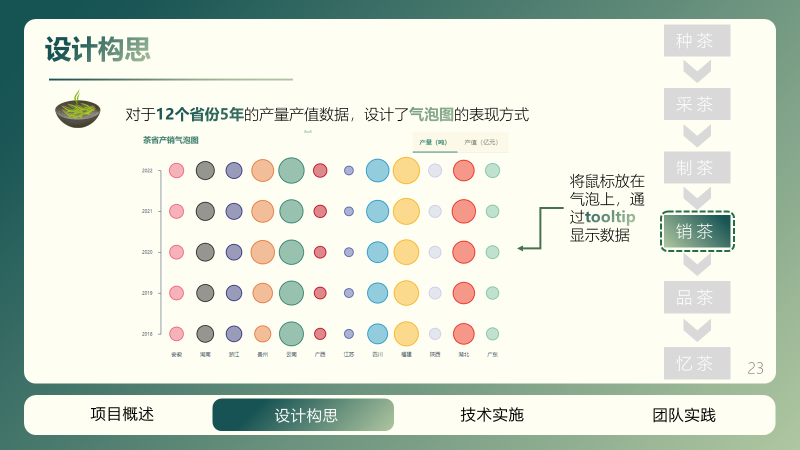 设计构思
对于12个省份5年的产量产值数据，设计了气泡图的表现方式
茶省产销气泡图
产量（吨）
产值（亿元）
2022
2021
2020
2019
2018
安徽
湖南
浙江
贵州
云南
广西
江苏
四川
福建
陕西
湖北
广东
将鼠标放在
气泡上，通
过tooltip
显示数据
种茶
采茶
制茶
销茶
品茶
忆茶
23
项目概述
设计构思
技术实施
团队实践